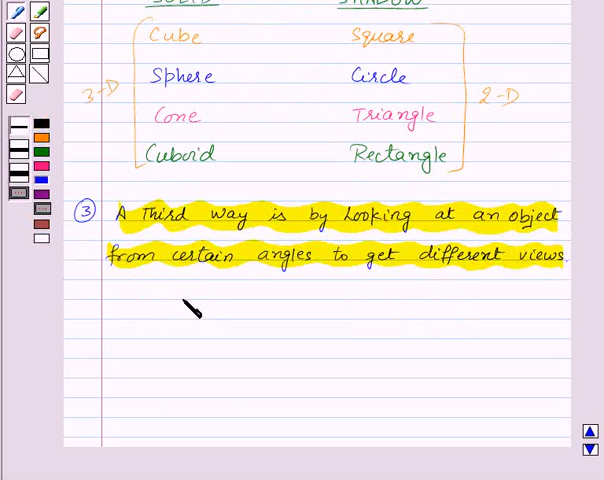 SOLID SHADOW
Cube Square
3-D Sphere Circle 2-D
Cone Triangle
Cuboid Rectangle
3 A Third way is by looking at an object
from certain angles to get different views.